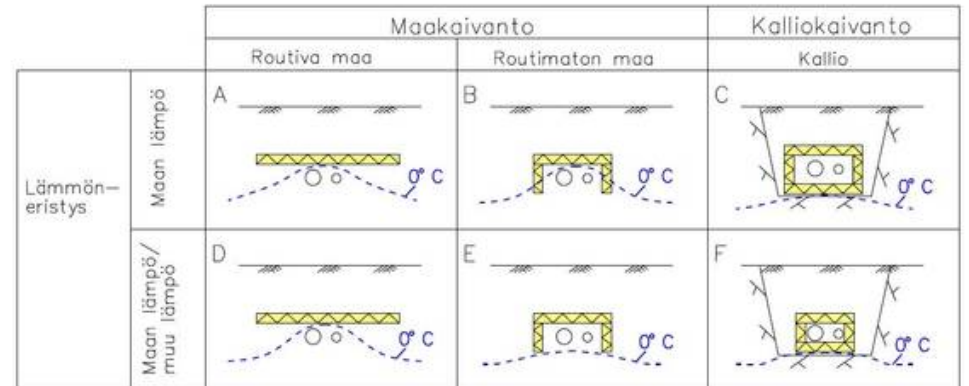 Maakaivanto
Kalliokaivanto
Routiva maa
Routimaton maa
Kallio
Lämmön-
eristys
Maan lämpö
A
0° C
B
0° C
C
0° C
Maan lämpö/
muu lämpö
D
0° C
E
0° C
F
0° C